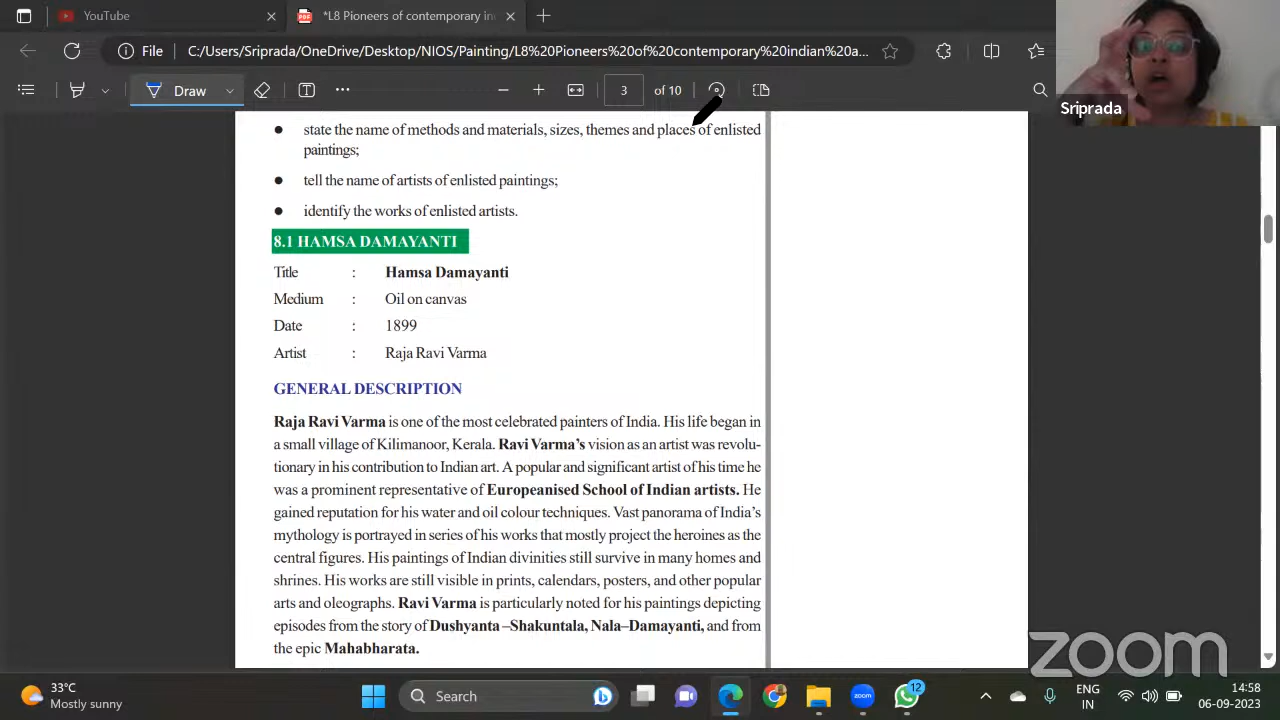 YouTube
*L8 Pioneers of contemporary in
File
C:/Users/Sriprada/OneDrive/Desktop/NIOS/Painting/L8%20Pioneers%20of%20contemporary%20indian%20a...
Draw
3
of 10
Sriprada
● state the name of methods and materials, sizes, themes and places of enlisted
paintings;
● tell the name of artists of enlisted paintings;
● identify the works of enlisted artists.
8.1 HAMSA DAMAYANTI
Title : Hamsa Damayanti
Medium : Oil on canvas
Date : 1899
Artist : Raja Ravi Varma
GENERAL DESCRIPTION
Raja Ravi Varma is one of the most celebrated painters of India. His life began in
a small village of Kilimanoor, Kerala. Ravi Varma's vision as an artist was revolu-
tionary in his contribution to Indian art. A popular and significant artist of his time he
was a prominent representative of Europeanised School of Indian artists. He
gained reputation for his water and oil colour techniques. Vast panorama of India's
mythology is portrayed in series of his works that mostly project the heroines as the
central figures. His paintings of Indian divinities still survive in many homes and
shrines. His works are still visible in prints, calendars, posters, and other popular
arts and oleographs. Ravi Varma is particularly noted for his paintings depicting
episodes from the story of Dushyanta –Shakuntala, Nala–Damayanti, and from
the epic Mahabharata.
zoom
33°C
Mostly sunny
Search
zoom
12
ENG
IN
14:58
06-09-2023